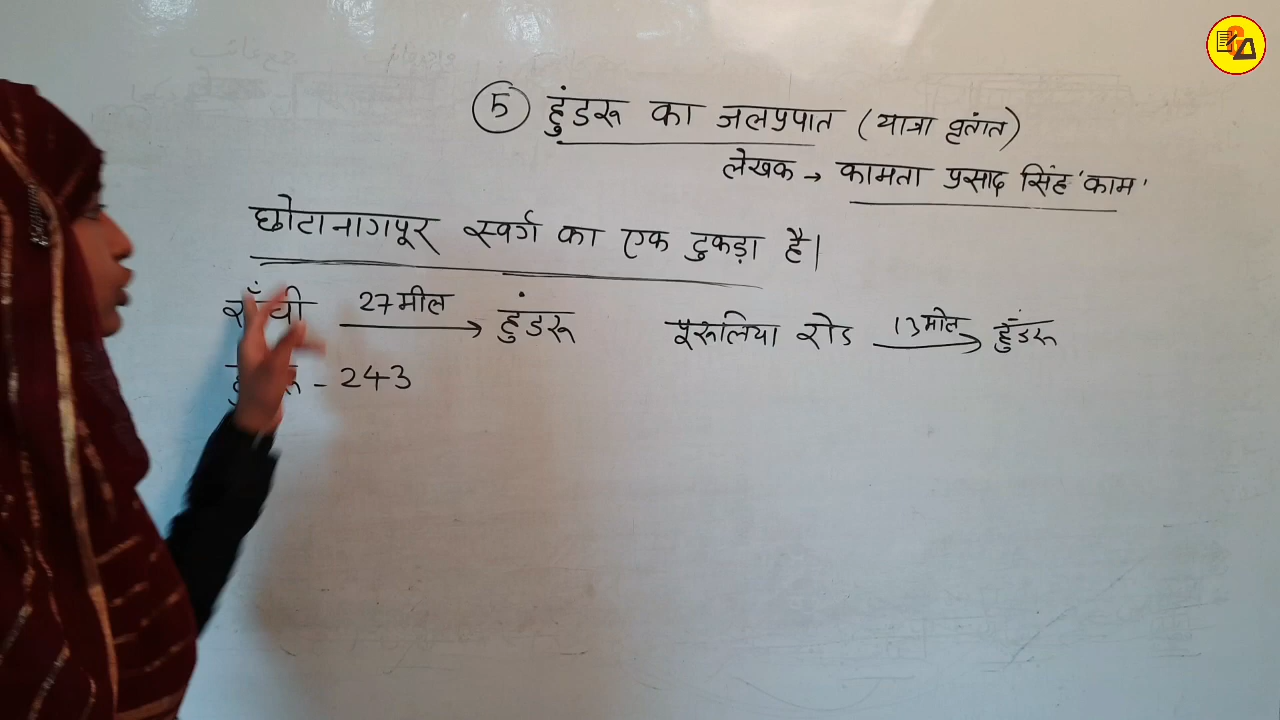 5 हुंडरू का जलप्रपात (यात्रा वृतांत)
लेखक → कामता प्रसाद सिंह 'काम'
छोटानागपुर स्वर्ग का एक टुकड़ा है।
राँची 27 मील → हुंडरू पुरूलिया रोड 13 मील → हुंडरू
- 243